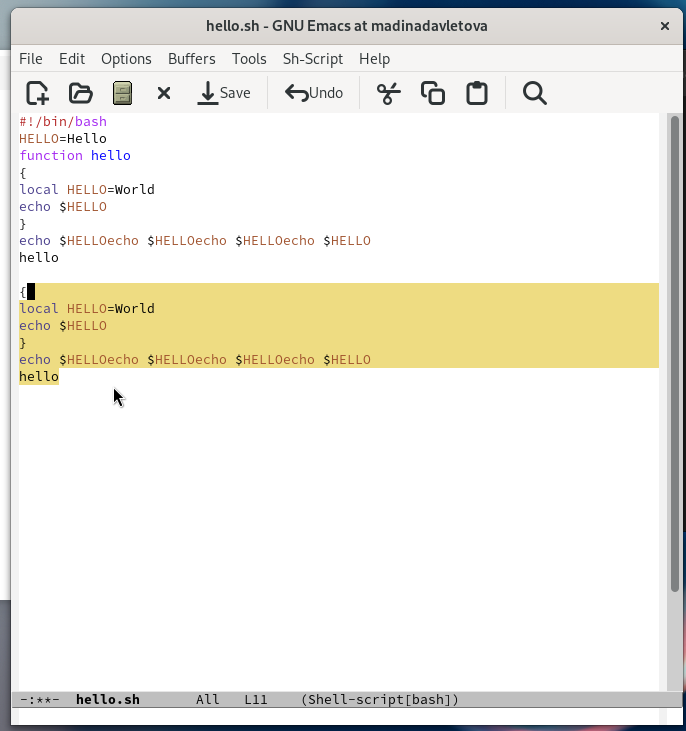 hello.sh - GNU Emacs at madinadavletova ×
File Edit Options Buffers Tools Sh-Script Help
Save Undo
#!/bin/bash
HELLO=Hello
function hello
{
local HELLO=World
echo $HELLO
}
echo $HELLOecho $HELLOecho $HELLOecho $HELLO
hello
{
local HELLO=World
echo $HELLO
}
echo $HELLOecho $HELLOecho $HELLOecho $HELLO
hello
-:**- hello.sh All L11 (Shell-script[bash])